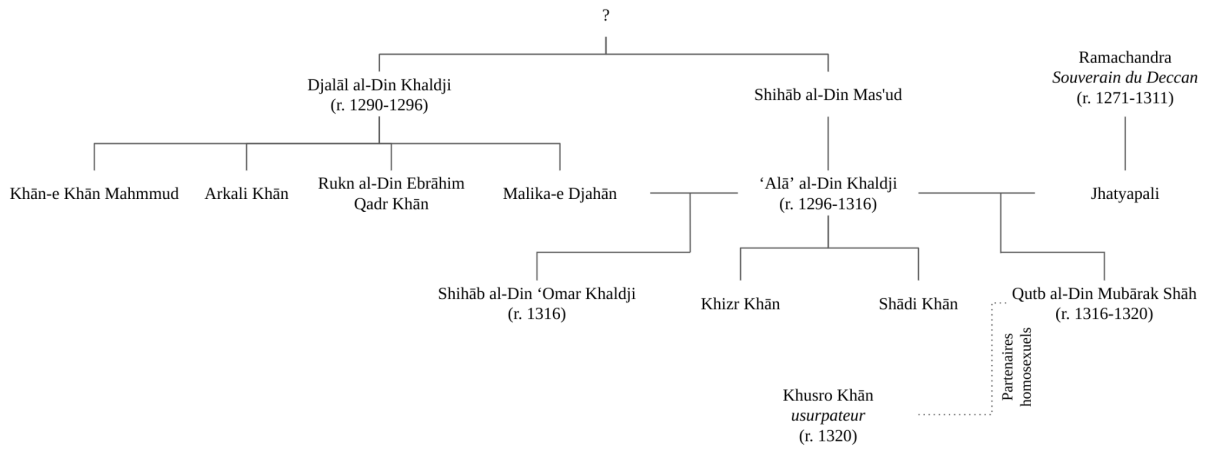 ?
Djalāl al-Din Khaldji
(r. 1290-1296)
Shihāb al-Din Mas'ud
Ramachandra
Souverain du Deccan
(r. 1271-1311)
Khān-e Khān Mahmmud
Arkali Khān
Rukn al-Din Ebrāhim
Qadr Khān
Malika-e Djahān
‘Alā’ al-Din Khaldji
(r. 1296-1316)
Jhatyapali
Shihāb al-Din ‘Omar Khaldji
(r. 1316)
Khizr Khān
Shādi Khān
Qutb al-Din Mubārak Shāh
(r. 1316-1320)
Partenaires
homosexuels
Khusro Khān
usurpateur
(r. 1320)